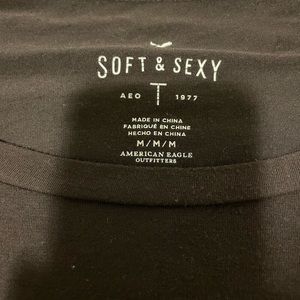 SOFT & SEXY
AEO T 1977
MADE IN CHINA
FABRIQUÉ EN CHINE
HECHO EN CHINA
M/M/M
AMERICAN EAGLE
OUTFITTERS